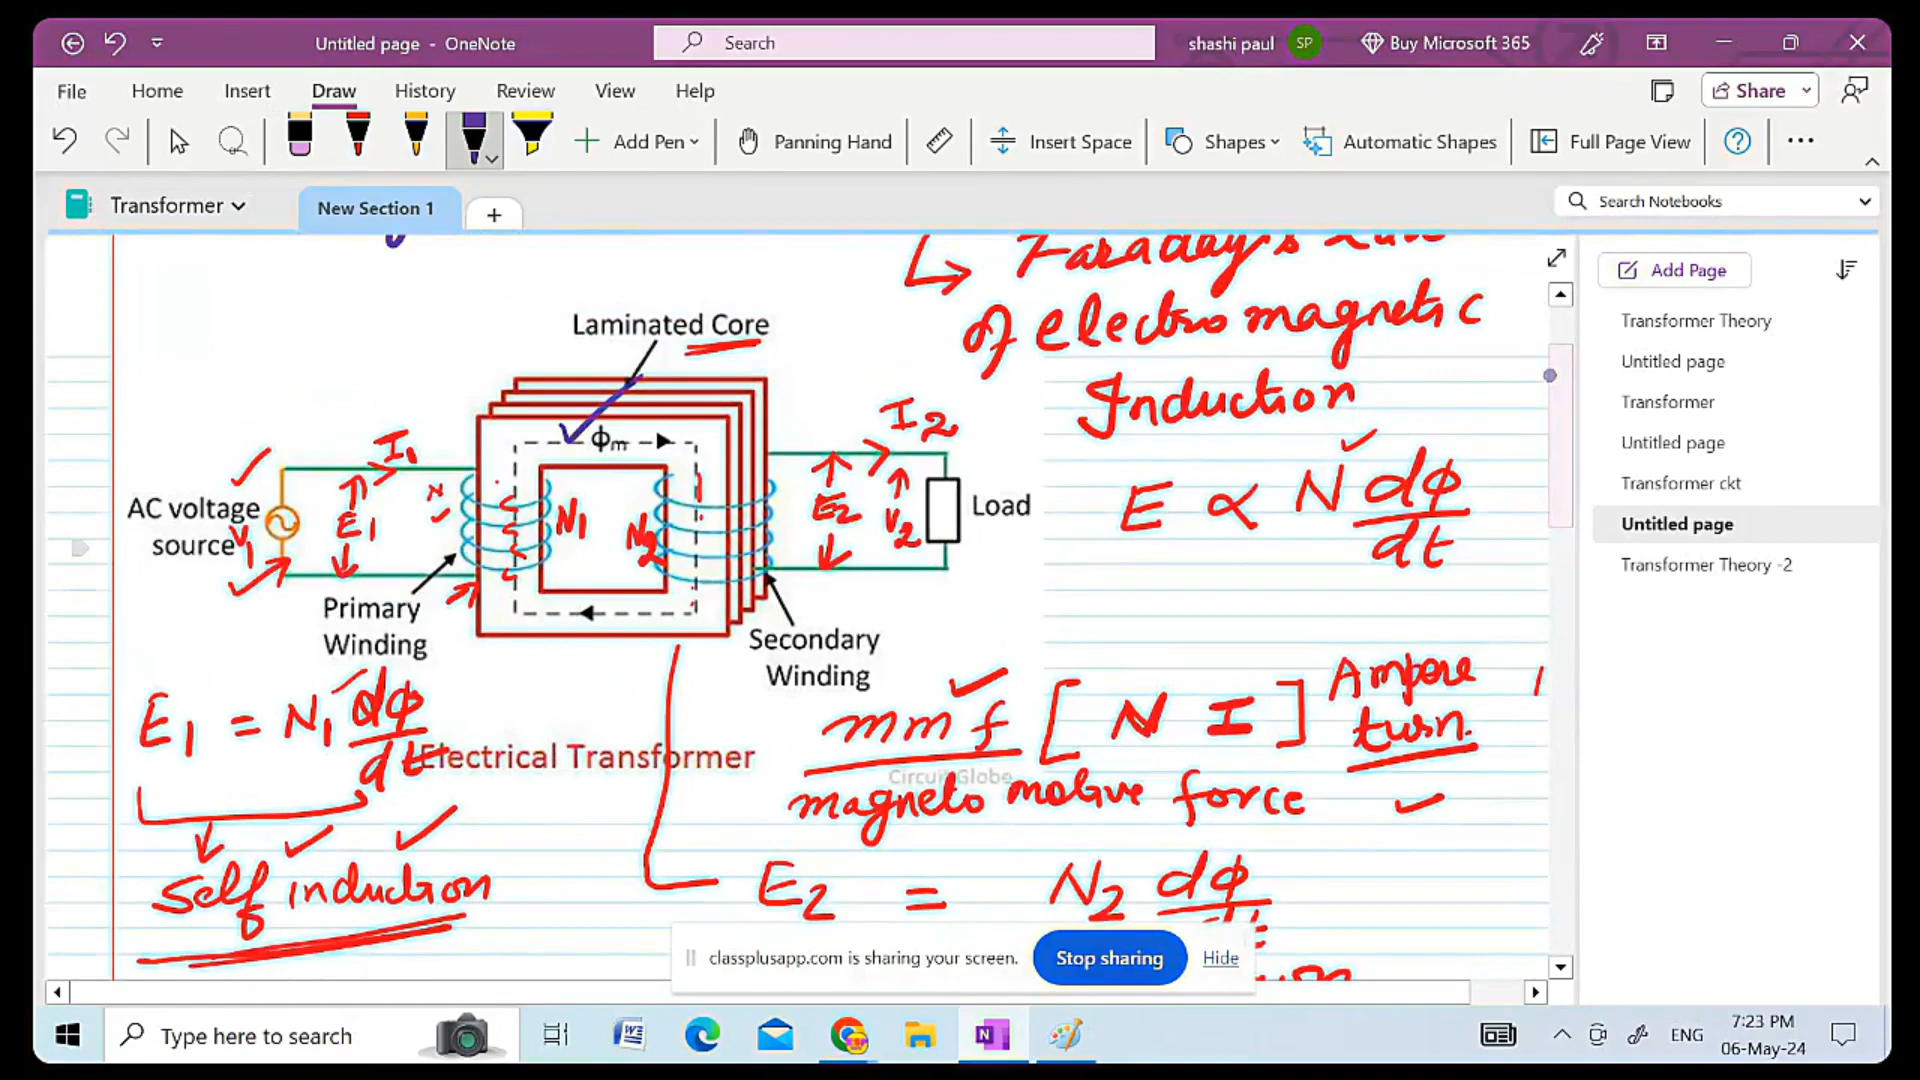 Untitled page - OneNote
Search
shashi paul SP
Buy Microsoft 365
File Home Insert Draw History Review View Help
Share
Add Pen
Panning Hand
Insert Space
Shapes
Automatic Shapes
Full Page View
Transformer
New Section 1
Search Notebooks
Add Page
Transformer Theory
Untitled page
Transformer
Untitled page
Transformer ckt
Untitled page
Transformer Theory -2
Faraday's Law
of electromagnetic
Induction
E ∝ N dφ/dt
Laminated Core
ϕm
I1
I2
AC voltage
source
V1
E1
N1
N2
E2
V2
Load
Primary
Winding
Secondary
Winding
E1 = N1 dφ/dt
Electrical Transformer
mmf [ N I ] Ampere
turn.
CircuitGlobe
magneto motive force
Self induction
E2 = N2 dφ
classplusapp.com is sharing your screen.
Stop sharing
Hide
Type here to search
ENG
7:23 PM
06-May-24